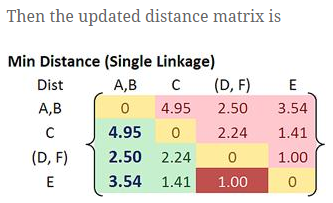 Then the updated distance matrix is
Min Distance (Single Linkage)
Dist A,B C (D, F) E
A,B 0 4.95 2.50 3.54
C 4.95 0 2.24 1.41
(D, F) 2.50 2.24 0 1.00
E 3.54 1.41 1.00 0